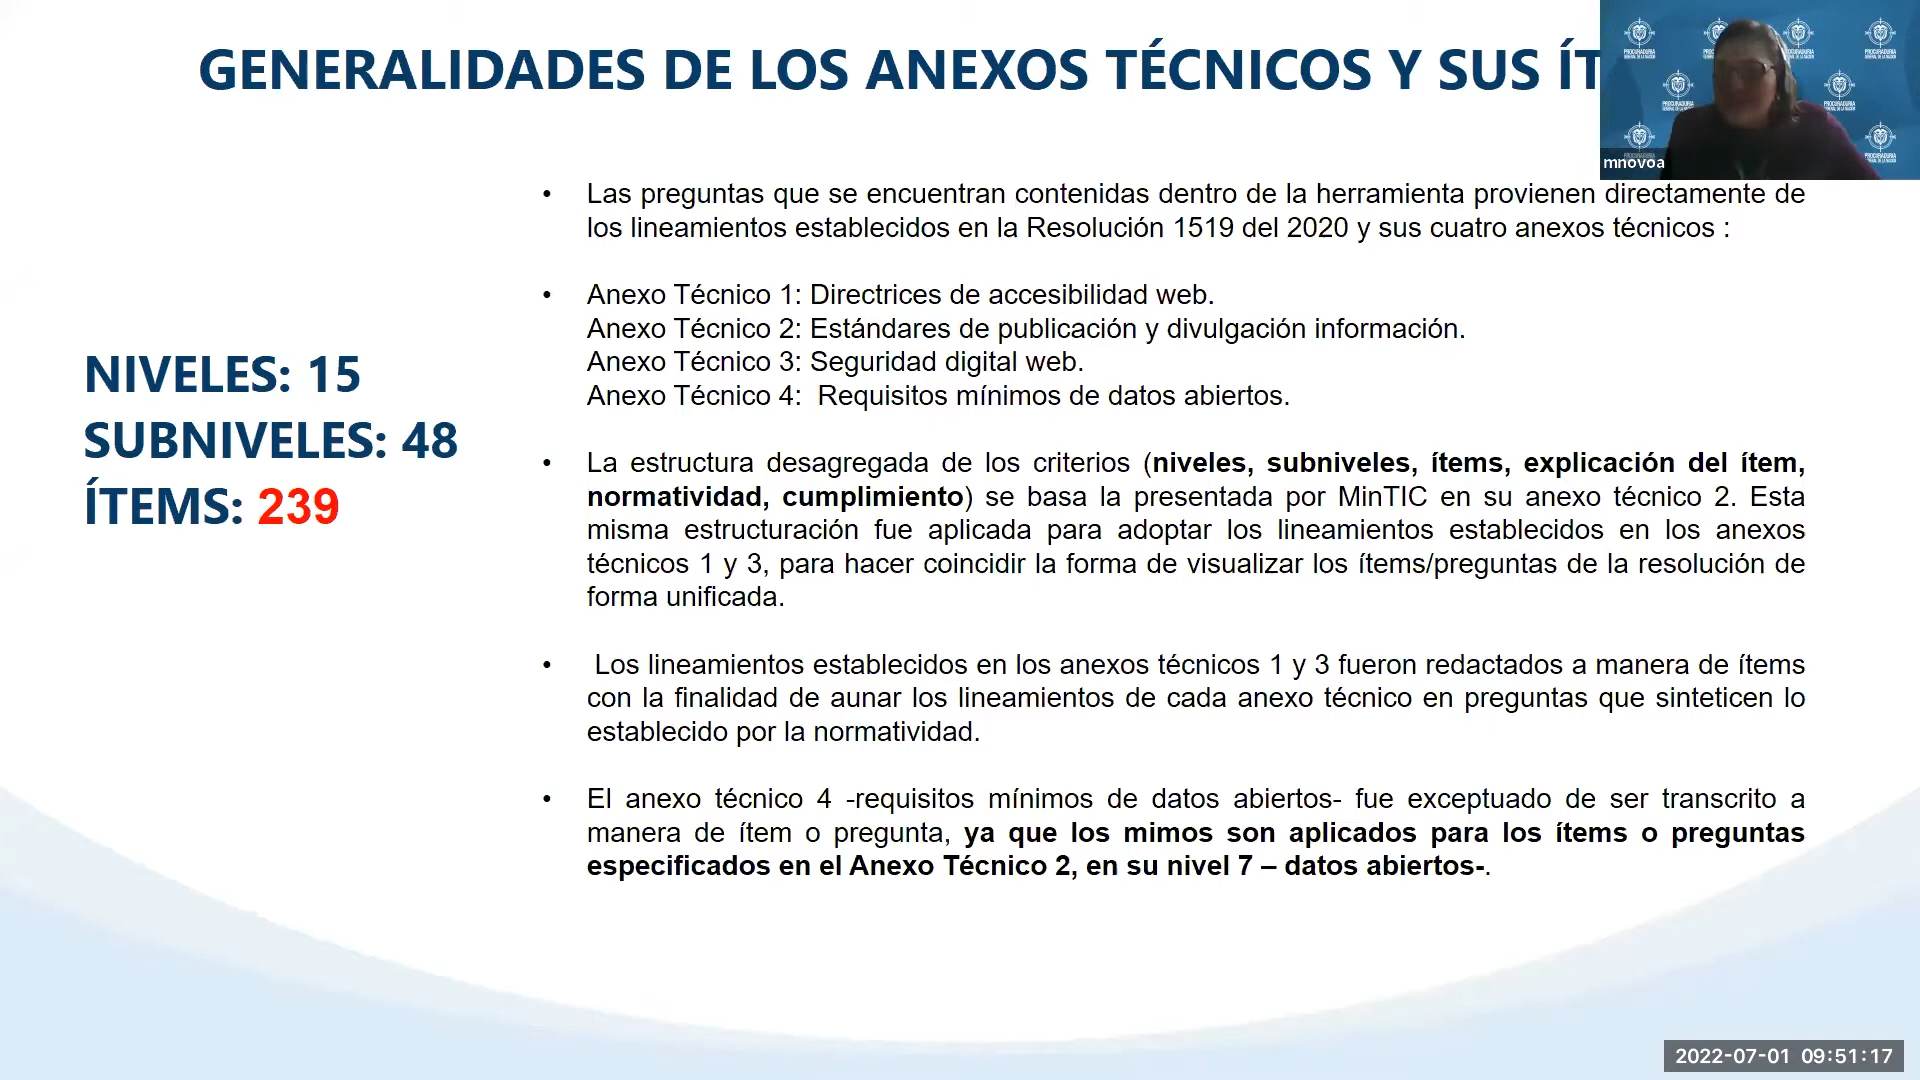 GENERALIDADES DE LOS ANEXOS TÉCNICOS Y SUS ÍT
mnovoa
NIVELES: 15
SUBNIVELES: 48
ÍTEMS: 239
• Las preguntas que se encuentran contenidas dentro de la herramienta provienen directamente de
los lineamientos establecidos en la Resolución 1519 del 2020 y sus cuatro anexos técnicos :
• Anexo Técnico 1: Directrices de accesibilidad web.
Anexo Técnico 2: Estándares de publicación y divulgación información.
Anexo Técnico 3: Seguridad digital web.
Anexo Técnico 4:  Requisitos mínimos de datos abiertos.
• La estructura desagregada de los criterios (niveles, subniveles, ítems, explicación del ítem,
normatividad, cumplimiento) se basa la presentada por MinTIC en su anexo técnico 2. Esta
misma estructuración fue aplicada para adoptar los lineamientos establecidos en los anexos
técnicos 1 y 3, para hacer coincidir la forma de visualizar los ítems/preguntas de la resolución de
forma unificada.
• Los lineamientos establecidos en los anexos técnicos 1 y 3 fueron redactados a manera de ítems
con la finalidad de aunar los lineamientos de cada anexo técnico en preguntas que sinteticen lo
establecido por la normatividad.
• El anexo técnico 4 -requisitos mínimos de datos abiertos- fue exceptuado de ser transcrito a
manera de ítem o pregunta, ya que los mimos son aplicados para los ítems o preguntas
especificados en el Anexo Técnico 2, en su nivel 7 – datos abiertos-.
2022-07-01 09:51:17